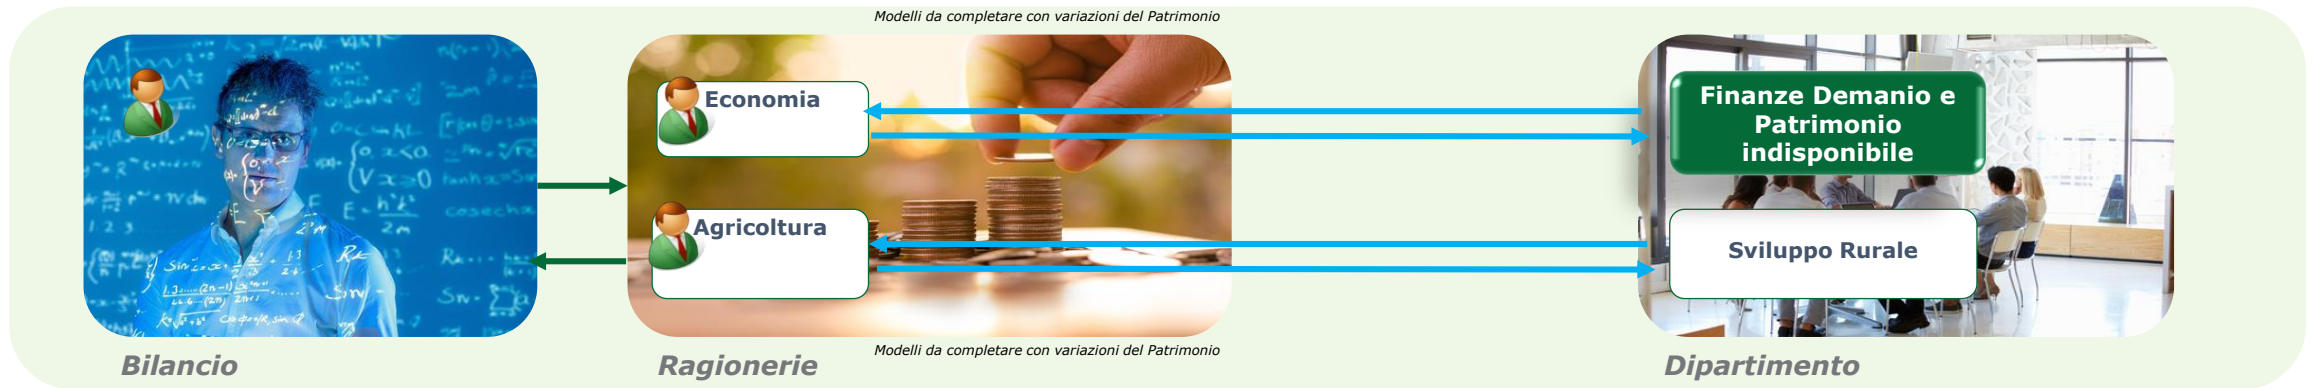 Modelli da completare con variazioni del Patrimonio
Economia
Finanze Demanio e
Patrimonio
indisponibile
Agricoltura
Sviluppo Rurale
Modelli da completare con variazioni del Patrimonio
Bilancio
Ragionerie
Dipartimento